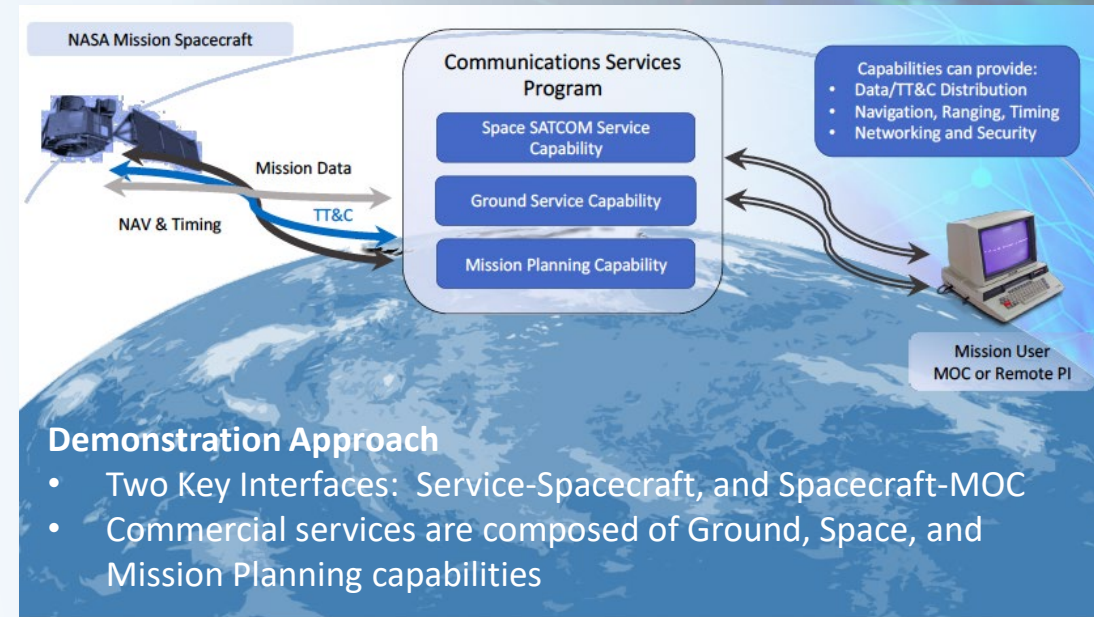 NASA Mission Spacecraft
Communications Services
Program
Space SATCOM Service
Capability
Ground Service Capability
Mission Planning Capability
Capabilities can provide:
• Data/TT&C Distribution
• Navigation, Ranging, Timing
• Networking and Security
Mission Data
TT&C
NAV & Timing
Mission User
MOC or Remote PI
Demonstration Approach
• Two Key Interfaces: Service-Spacecraft, and Spacecraft-MOC
• Commercial services are composed of Ground, Space, and
Mission Planning capabilities